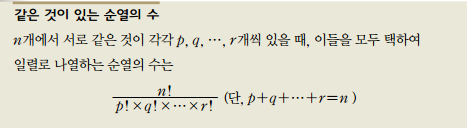 같은 것이 있는 순열의 수
n개에서 서로 같은 것이 각각 p, q, ⋯, r개씩 있을 때, 이들을 모두 택하여
일렬로 나열하는 순열의 수는
n! / p!×q!×⋯×r! (단, p+q+⋯+r=n)